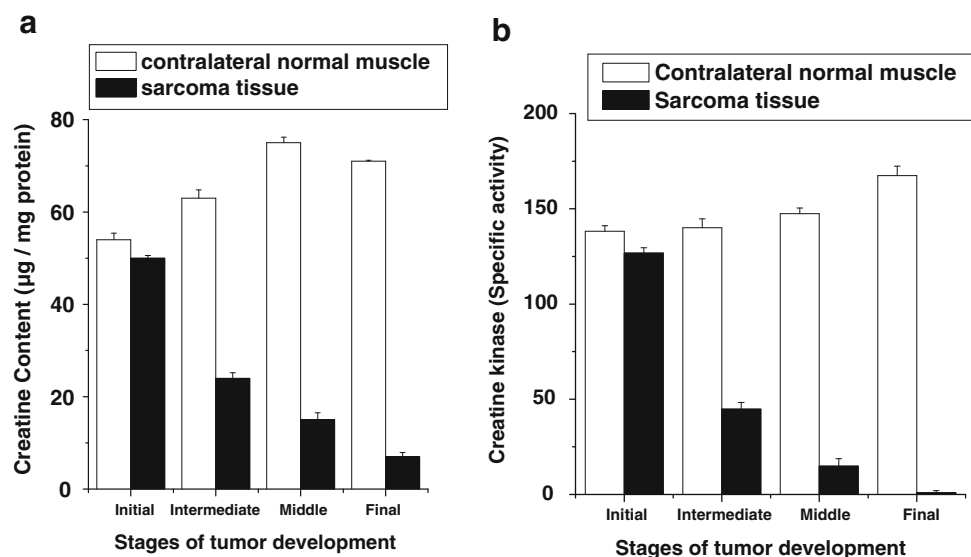 a
contralateral normal muscle
sarcoma tissue
Creatine Content (µg / mg protein)
80
60
40
20
0
Initial Intermediate Middle Final
Stages of tumor development
b
Contralateral normal muscle
Sarcoma tissue
Creatine kinase (Specific activity)
200
150
100
50
0
Initial Intermediate Middle Final
Stages of tumor development